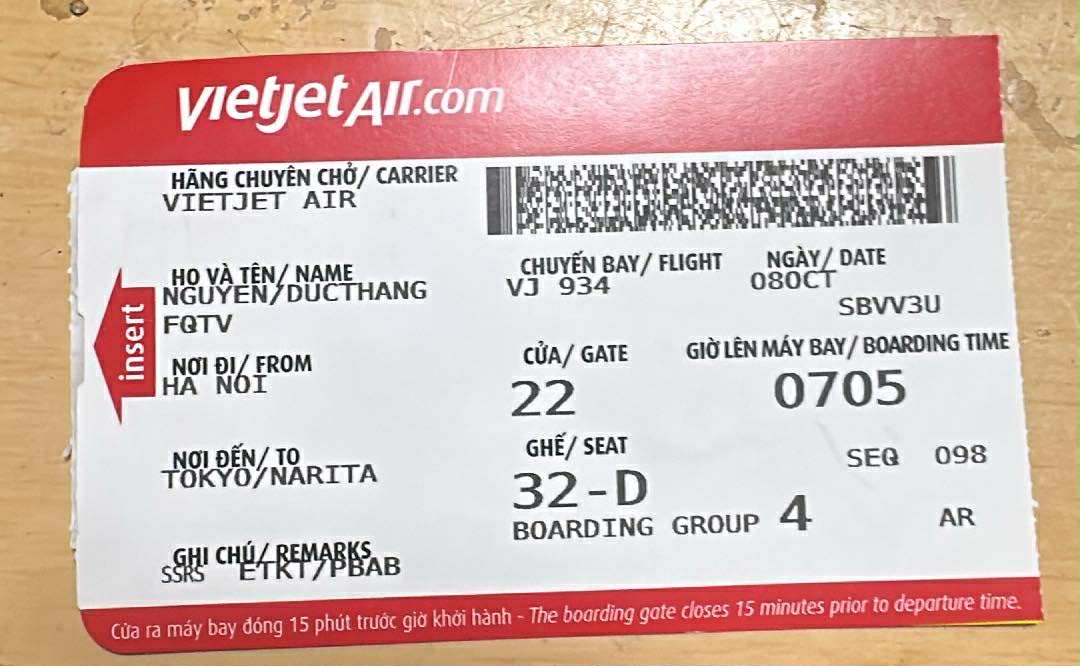 vietjetAir.com
HÃNG CHUYÊN CHỞ/ CARRIER
VIETJET AIR
HỌ VÀ TÊN/ NAME
NGUYEN/DUCTHANG
CHUYẾN BAY/ FLIGHT
VJ 934
NGÀY/ DATE
08OCT
SBVV3U
FQTV
NƠI ĐI/ FROM
HA NOI
CỬA/ GATE
22
GIỜ LÊN MÁY BAY/ BOARDING TIME
0705
insert
NƠI ĐẾN/ TO
TOKYO/NARITA
GHẾ/ SEAT
32-D
SEQ 098
BOARDING GROUP 4
AR
GHI CHÚ/ REMARKS
SSRS ETKT/PBAB
Cửa ra máy bay đóng 15 phút trước giờ khởi hành - The boarding gate closes 15 minutes prior to departure time.